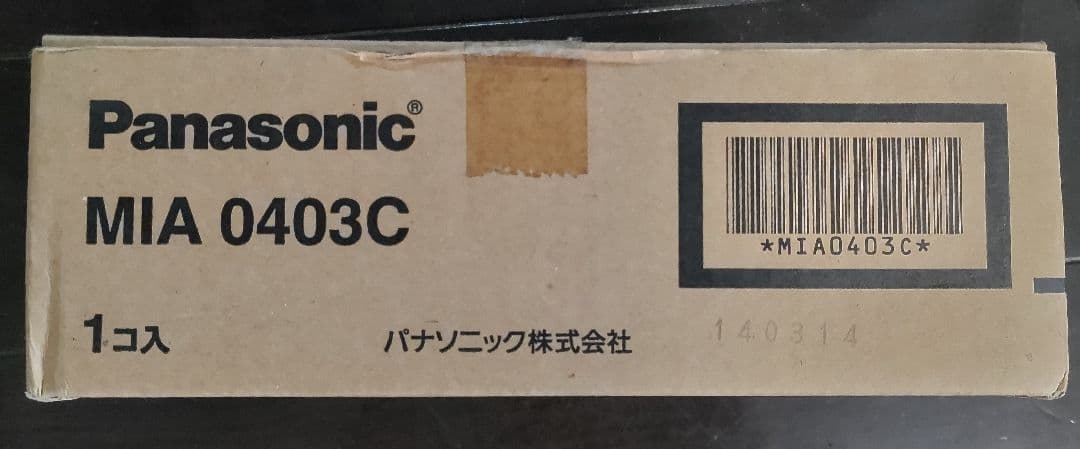 Panasonic®
MIA 0403C
*MIA0403C*
1コ入
パナソニック株式会社
140314